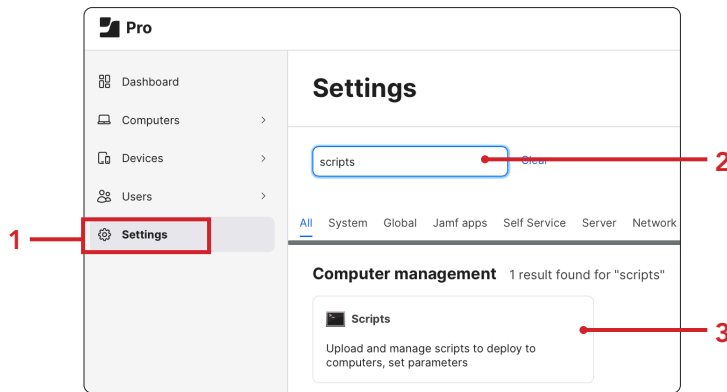 Pro
Dashboard
Computers
Devices
Users
Settings
1
Settings
scripts
Clear
2
All System Global Jamf apps Self Service Server Network
Computer management 1 result found for "scripts"
Scripts
Upload and manage scripts to deploy to
computers, set parameters
3